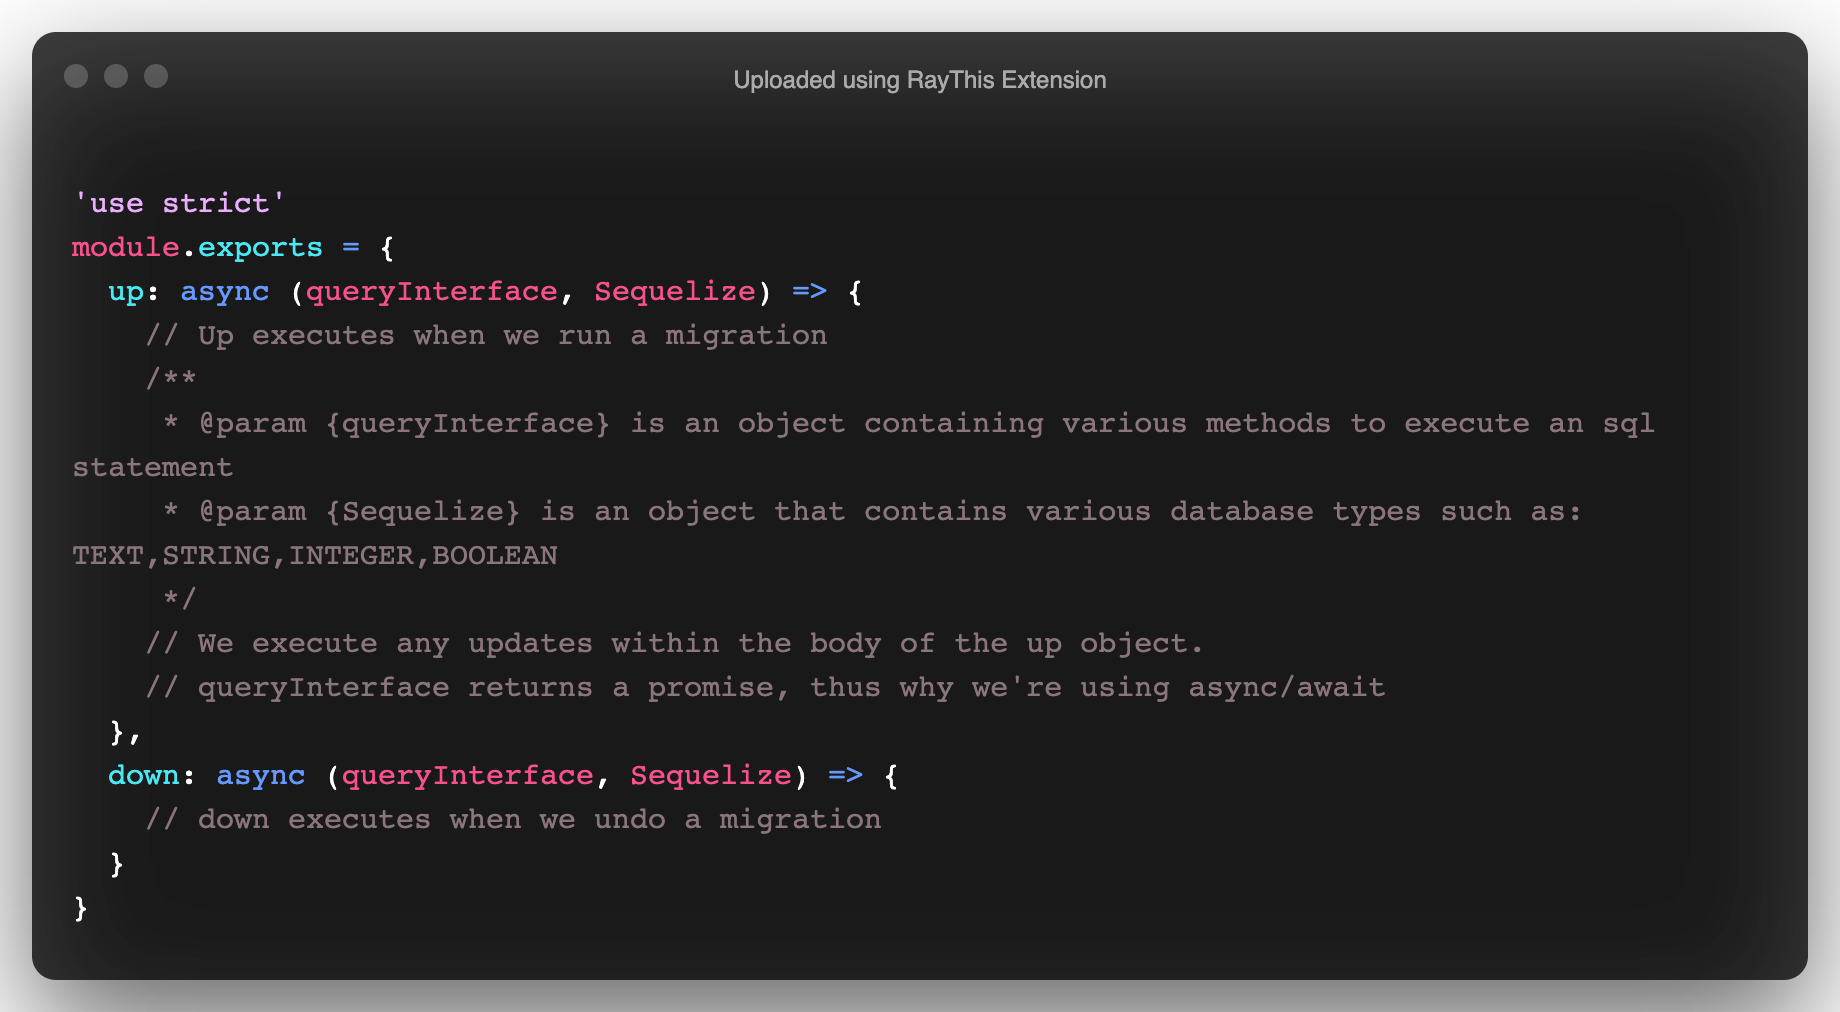 Uploaded using RayThis Extension
'use strict'
module.exports = {
  up: async (queryInterface, Sequelize) => {
    // Up executes when we run a migration
    /**
     * @param {queryInterface} is an object containing various methods to execute an sql
statement
     * @param {Sequelize} is an object that contains various database types such as:
TEXT,STRING,INTEGER,BOOLEAN
     */
    // We execute any updates within the body of the up object.
    // queryInterface returns a promise, thus why we're using async/await
  },
  down: async (queryInterface, Sequelize) => {
    // down executes when we undo a migration
  }
}